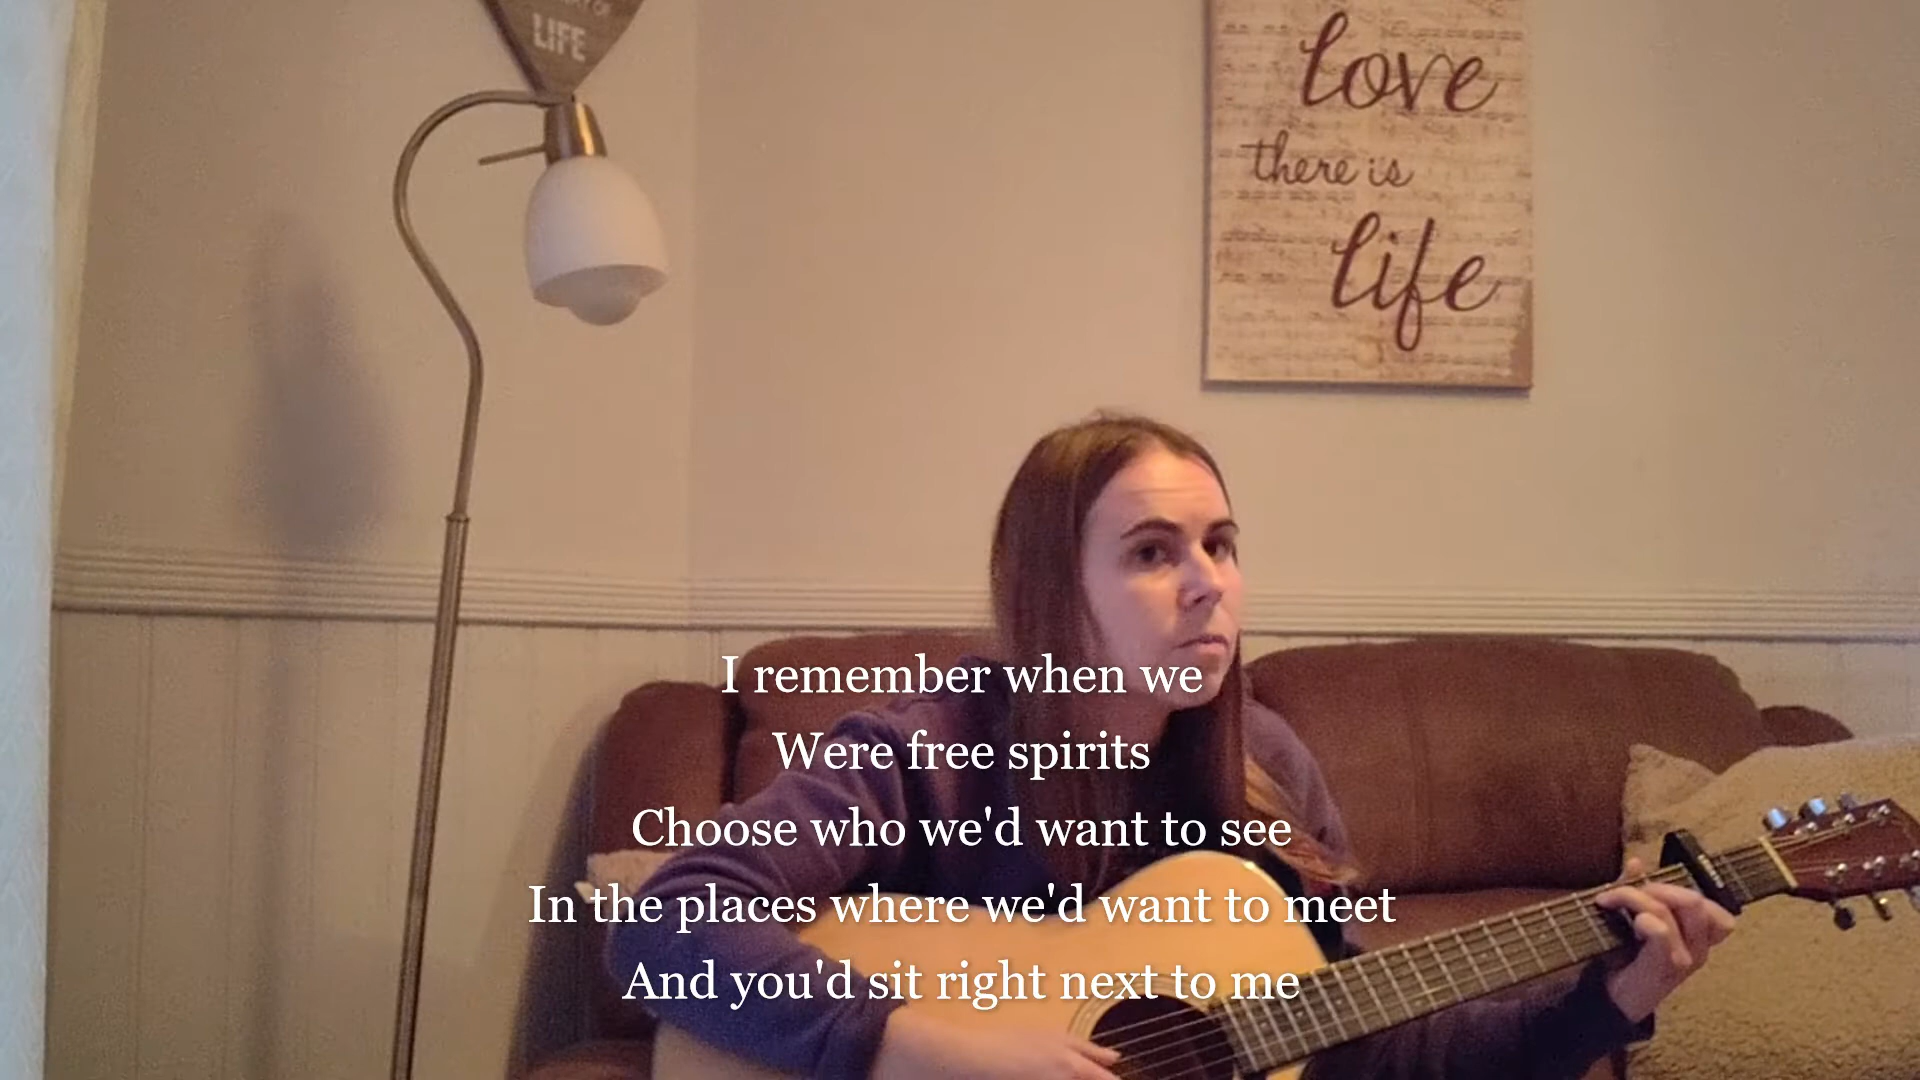 LIFE
love
there is
life
I remember when we
Were free spirits
Choose who we'd want to see
In the places where we'd want to meet
And you'd sit right next to me